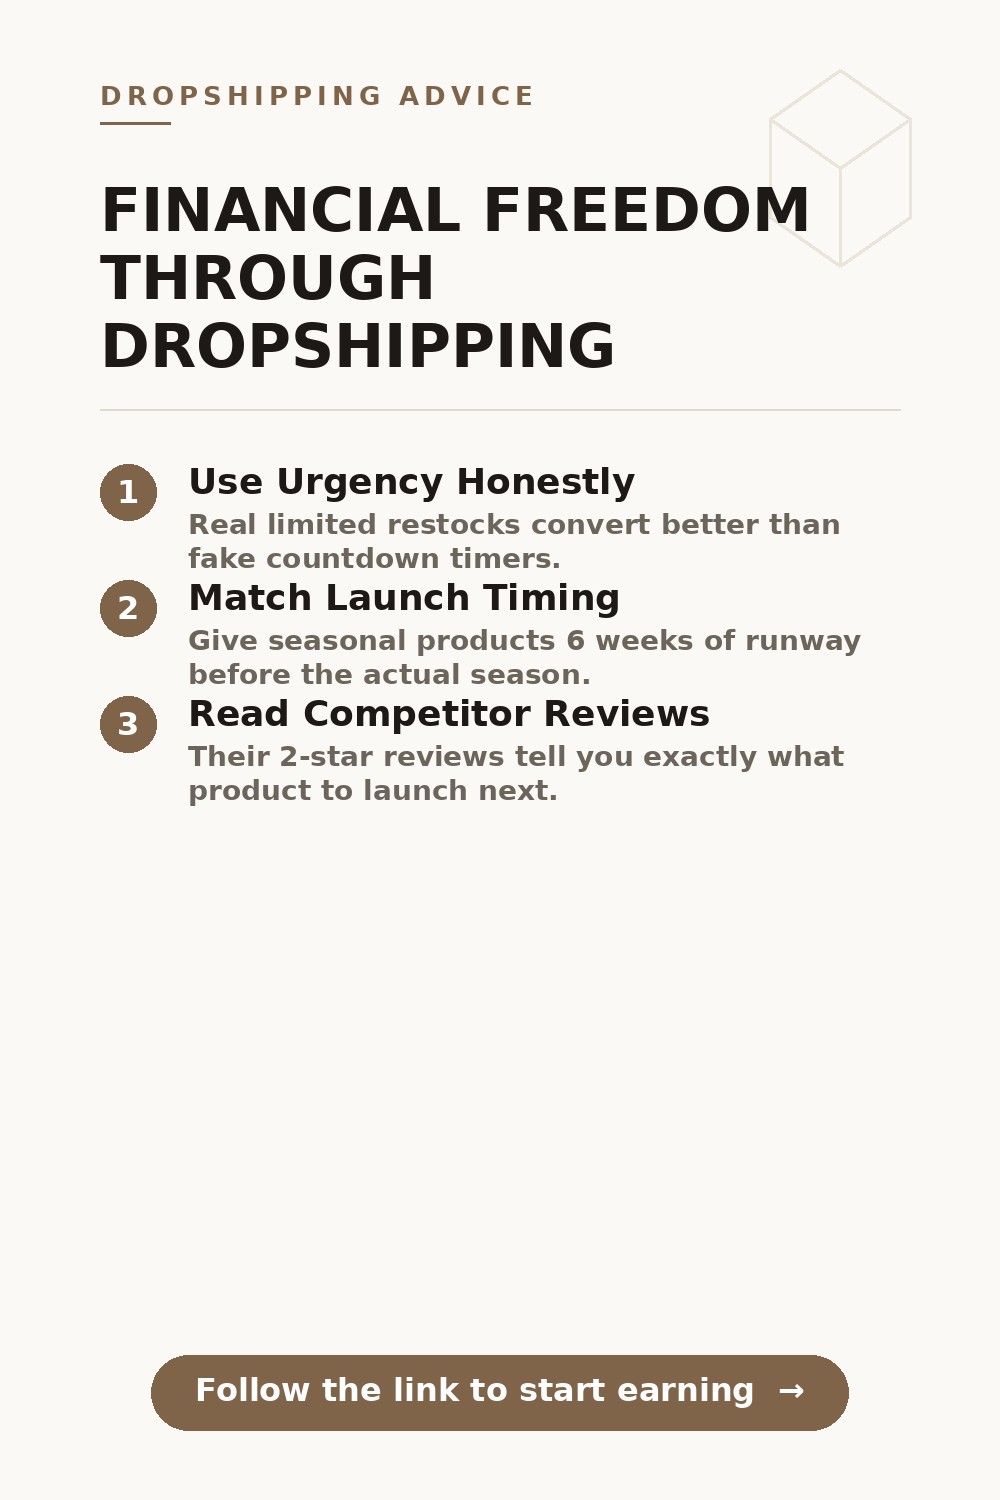 DROPSHIPPING ADVICE
FINANCIAL FREEDOM
THROUGH
DROPSHIPPING
1 Use Urgency Honestly
Real limited restocks convert better than
fake countdown timers.
2 Match Launch Timing
Give seasonal products 6 weeks of runway
before the actual season.
3 Read Competitor Reviews
Their 2-star reviews tell you exactly what
product to launch next.
Follow the link to start earning →